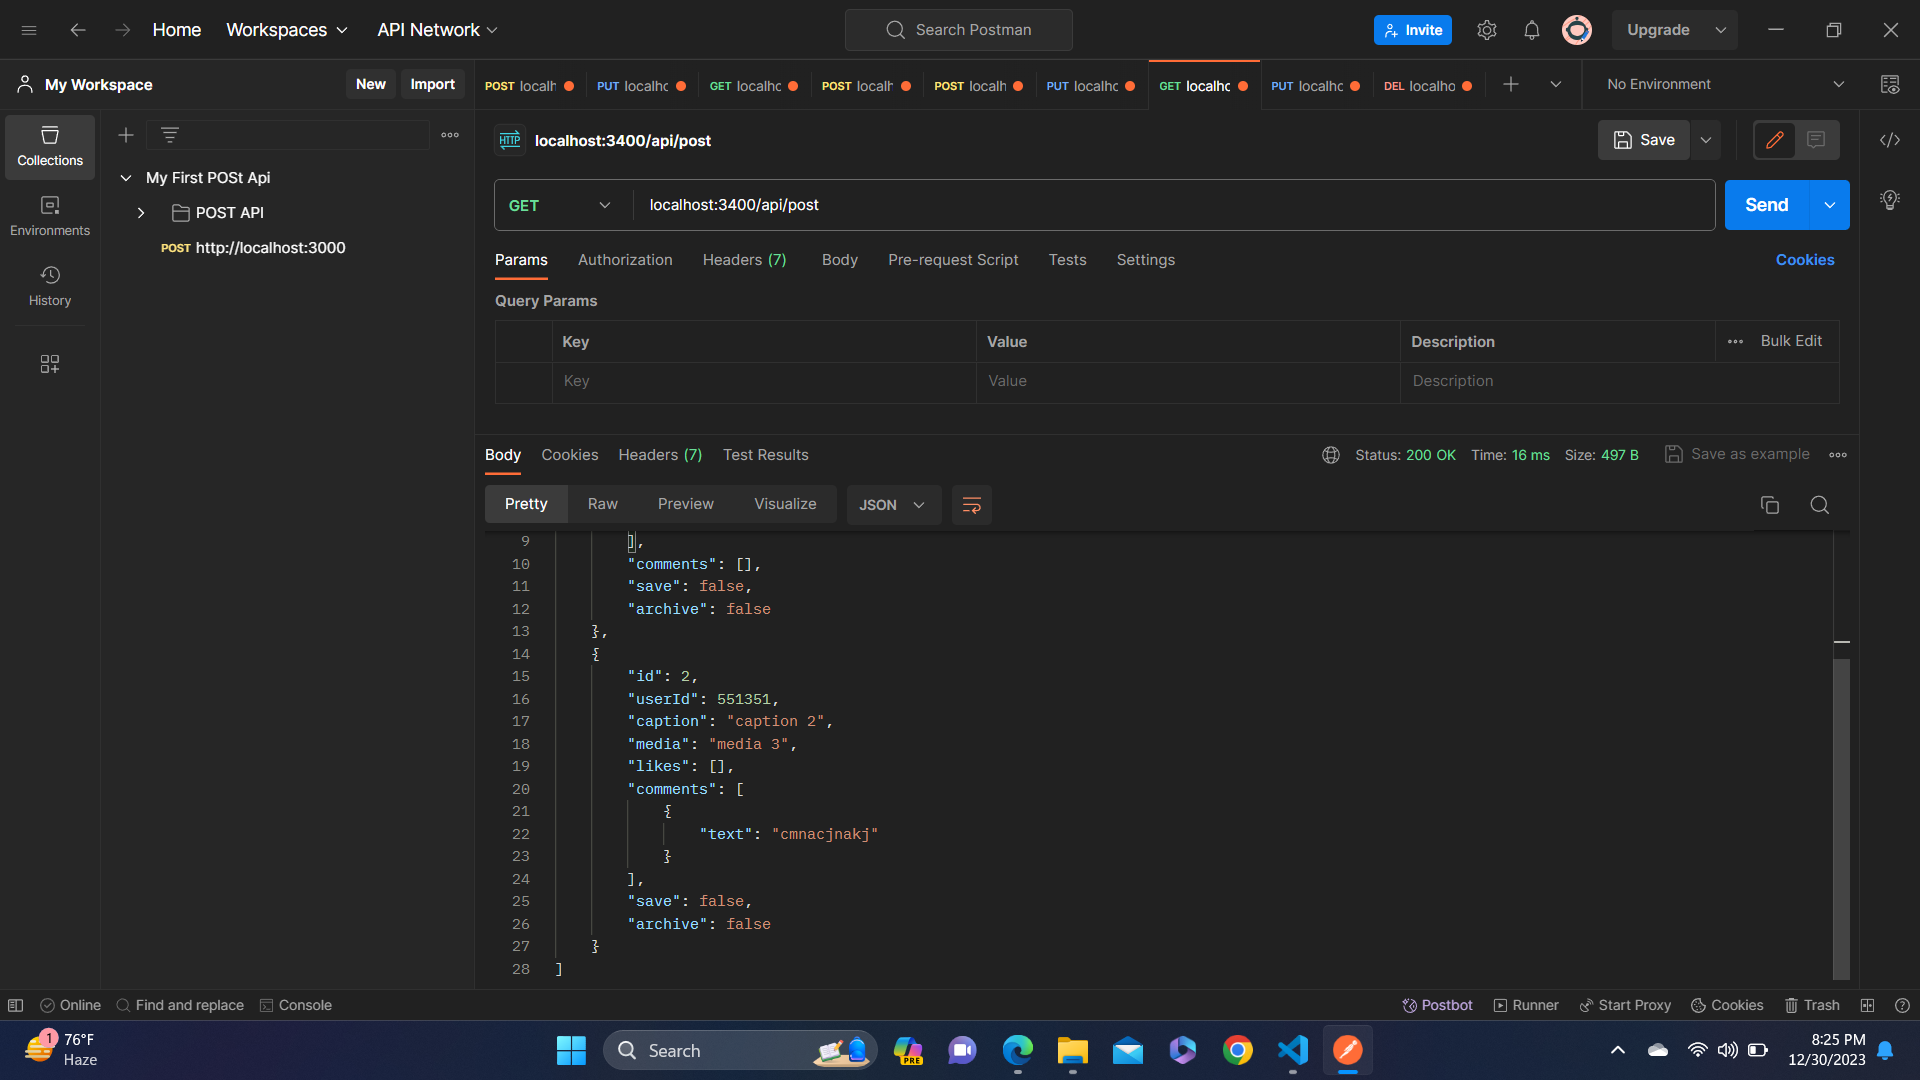 Home Workspaces API Network Search Postman Invite Upgrade
My Workspace New Import POST localh PUT localhc GET localhc POST localh POST localh PUT localhc GET localhc PUT localhc DEL localho No Environment
Collections
Environments
History
My First POSt Api
POST API
POST http://localhost:3000
HTTP localhost:3400/api/post Save
GET localhost:3400/api/post Send
Params Authorization Headers (7) Body Pre-request Script Tests Settings Cookies
Query Params
Key Value Description Bulk Edit
Key Value Description
Body Cookies Headers (7) Test Results Status: 200 OK Time: 16 ms Size: 497 B Save as example
Pretty Raw Preview Visualize JSON
9 ],
10 "comments": [],
11 "save": false,
12 "archive": false
13 },
14 {
15 "id": 2,
16 "userId": 551351,
17 "caption": "caption 2",
18 "media": "media 3",
19 "likes": [],
20 "comments": [
21 {
22 "text": "cmnacjnakj"
23 }
24 ],
25 "save": false,
26 "archive": false
27 }
28 ]
Online Find and replace Console Postbot Runner Start Proxy Cookies Trash
1 76°F
Haze
Search
PRE
8:25 PM
12/30/2023